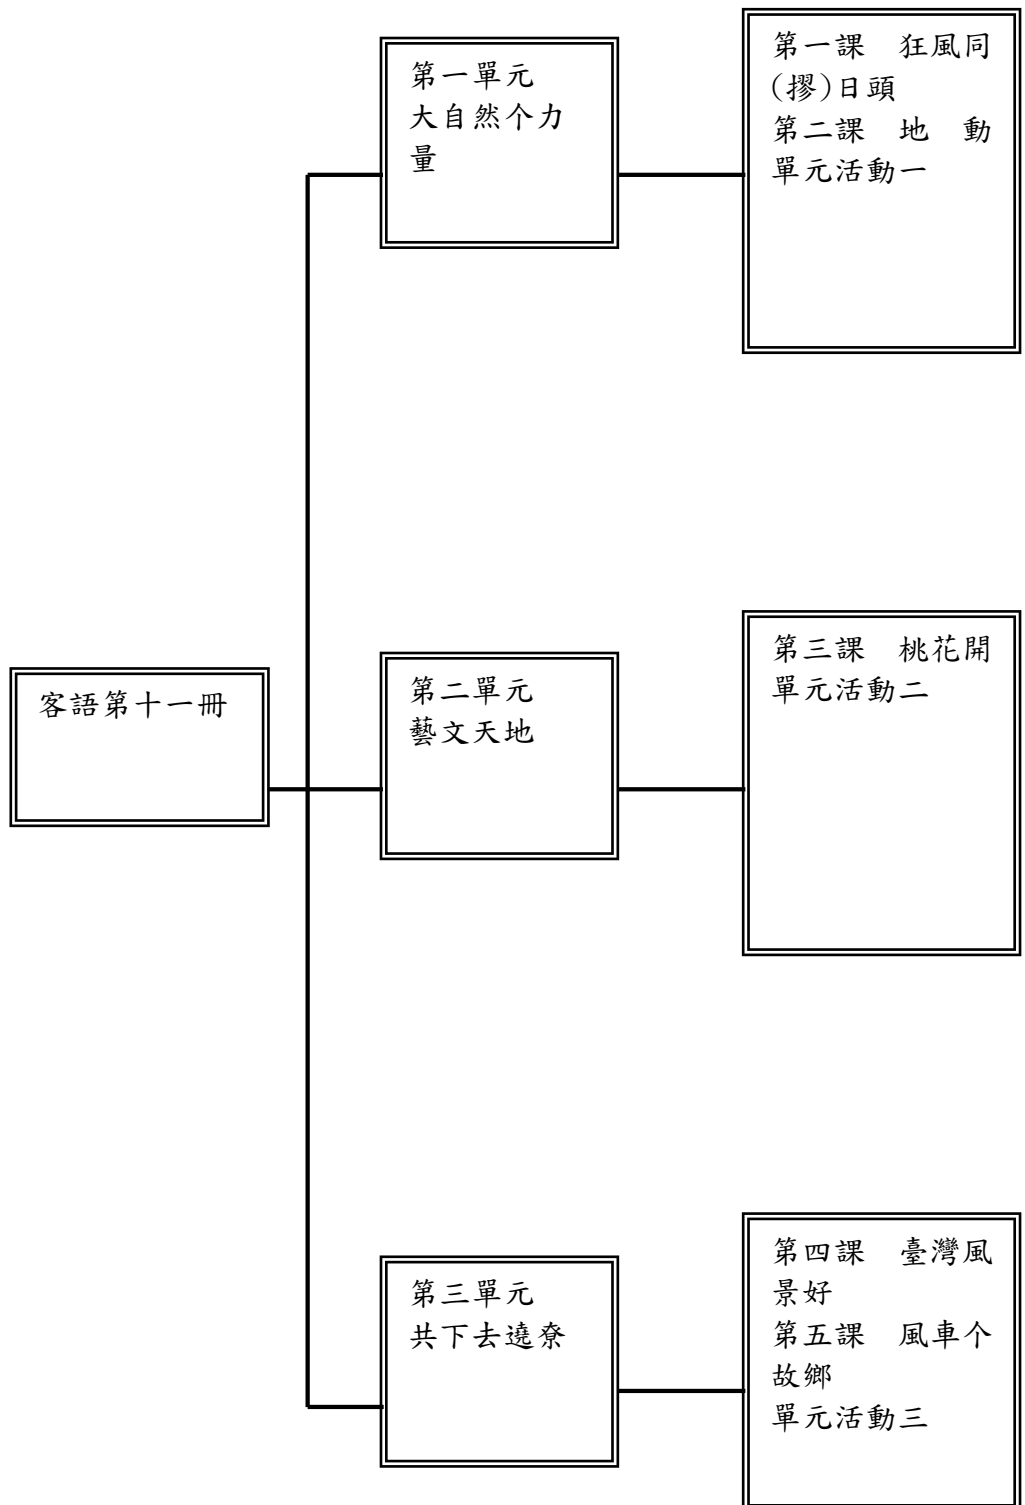 第一單元
大自然个力
量
第一課　狂風同
(摎)日頭
第二課　地　動
單元活動一
客語第十一冊
第二單元
藝文天地
第三課　桃花開
單元活動二
第三單元
共下去遶尞
第四課　臺灣風
景好
第五課　風車个
故鄉
單元活動三